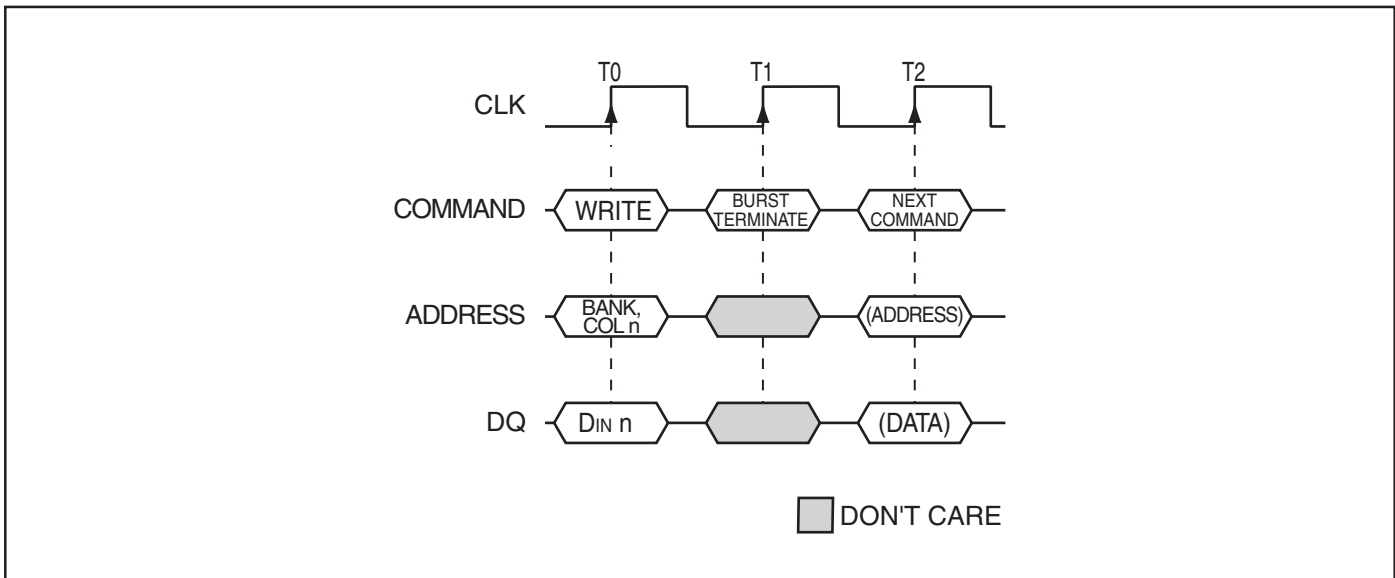 T0 T1 T2
CLK
COMMAND WRITE BURST TERMINATE NEXT COMMAND
ADDRESS BANK, COL n (ADDRESS)
DQ DIN n (DATA)
DON'T CARE